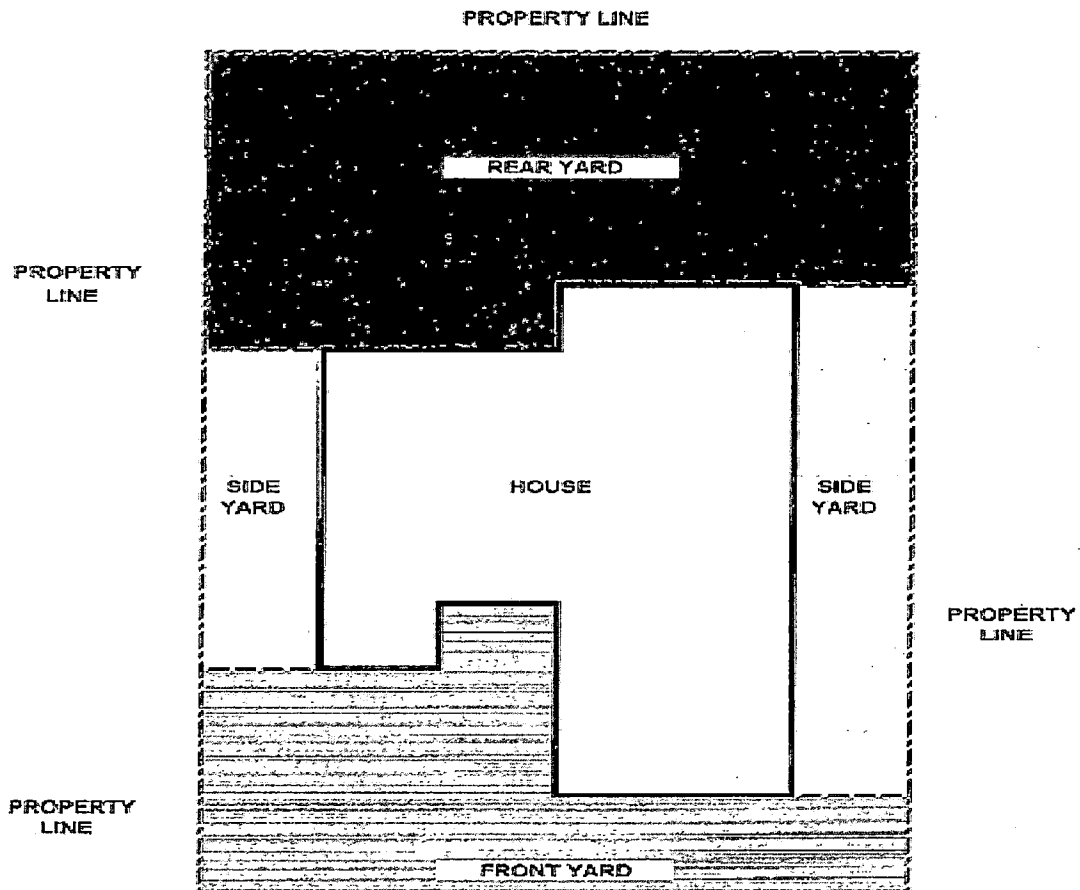 PROPERTY LINE
REAR YARD
PROPERTY
LINE
SIDE
YARD
HOUSE
SIDE
YARD
PROPERTY
LINE
PROPERTY
LINE
FRONT YARD